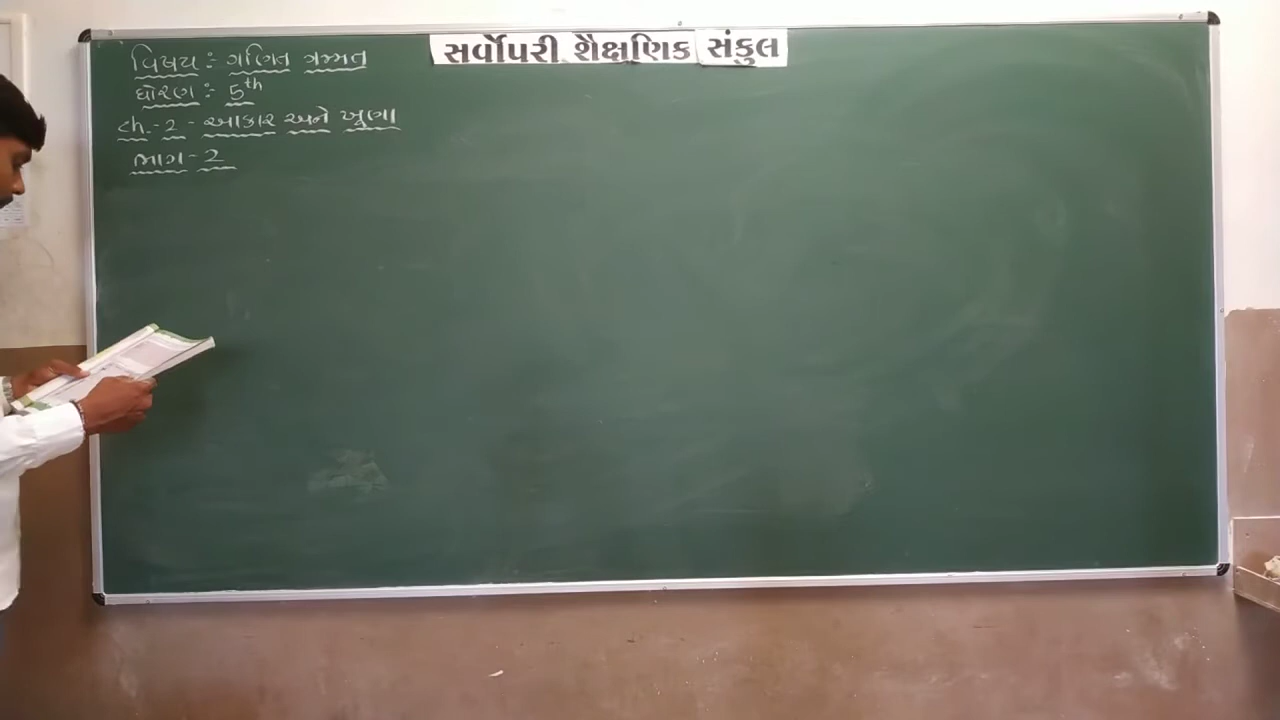 સર્વોપરી શૈક્ષણિક સંકુલ
વિષય :- ગણિત ગમ્મત
ધોરણ :- 5th
ch.-2 - આકાર અને ખૂણા
ભાગ - 2